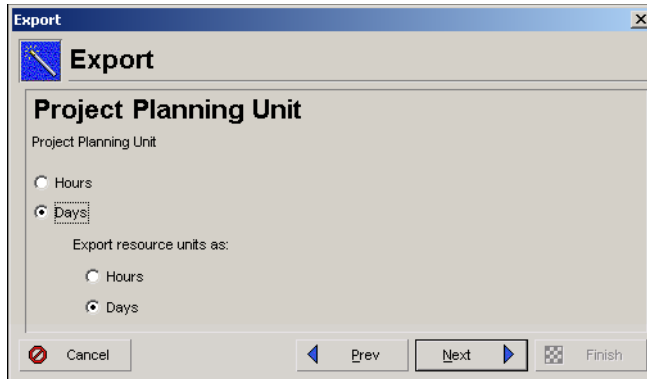 Export
Export
Project Planning Unit
Project Planning Unit
Hours
Days
Export resource units as:
Hours
Days
Cancel
Prev
Next
Finish